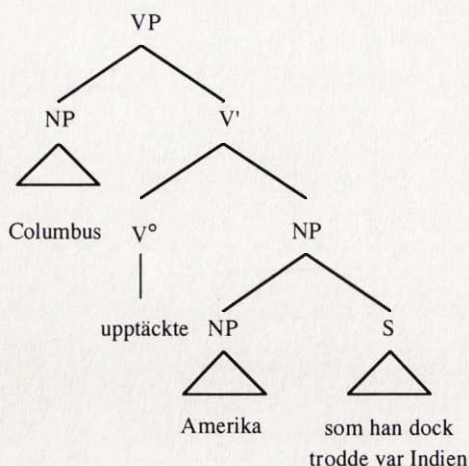 VP
NP V'
Columbus V° NP
upptäckte NP S
Amerika som han dock
trodde var Indien